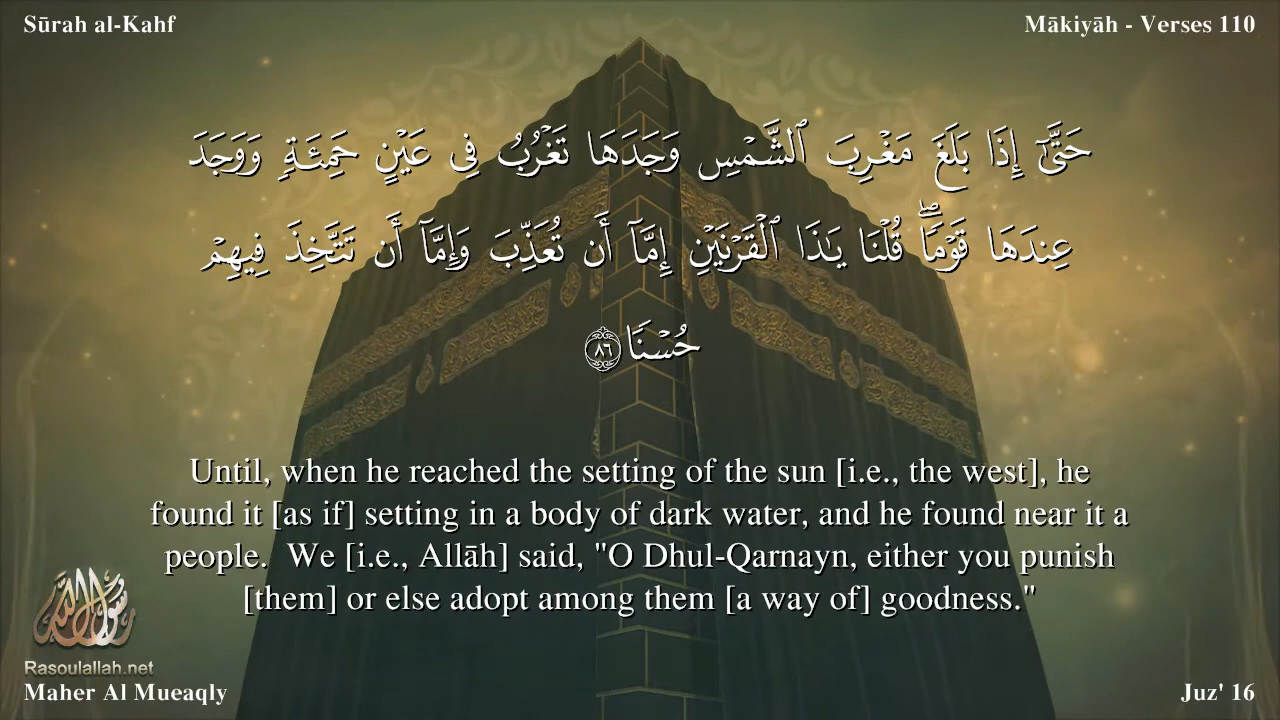 Sūrah al-Kahf
Mākiyāh - Verses 110
حَتَّىٰٓ إِذَا بَلَغَ مَغْرِبَ ٱلشَّمْسِ وَجَدَهَا تَغْرُبُ فِى عَيْنٍ حَمِئَةٍ وَوَجَدَ
عِندَهَا قَوْمًا ۗ قُلْنَا يَـٰذَا ٱلْقَرْنَيْنِ إِمَّآ أَن تُعَذِّبَ وَإِمَّآ أَن تَتَّخِذَ فِيهِمْ
حُسْنًا ٨٦
Until, when he reached the setting of the sun [i.e., the west], he
found it [as if] setting in a body of dark water, and he found near it a
people.  We [i.e., Allāh] said, "O Dhul-Qarnayn, either you punish
[them] or else adopt among them [a way of] goodness."
رسول الله
Rasoulallah.net
Maher Al Mueaqly
Juz' 16